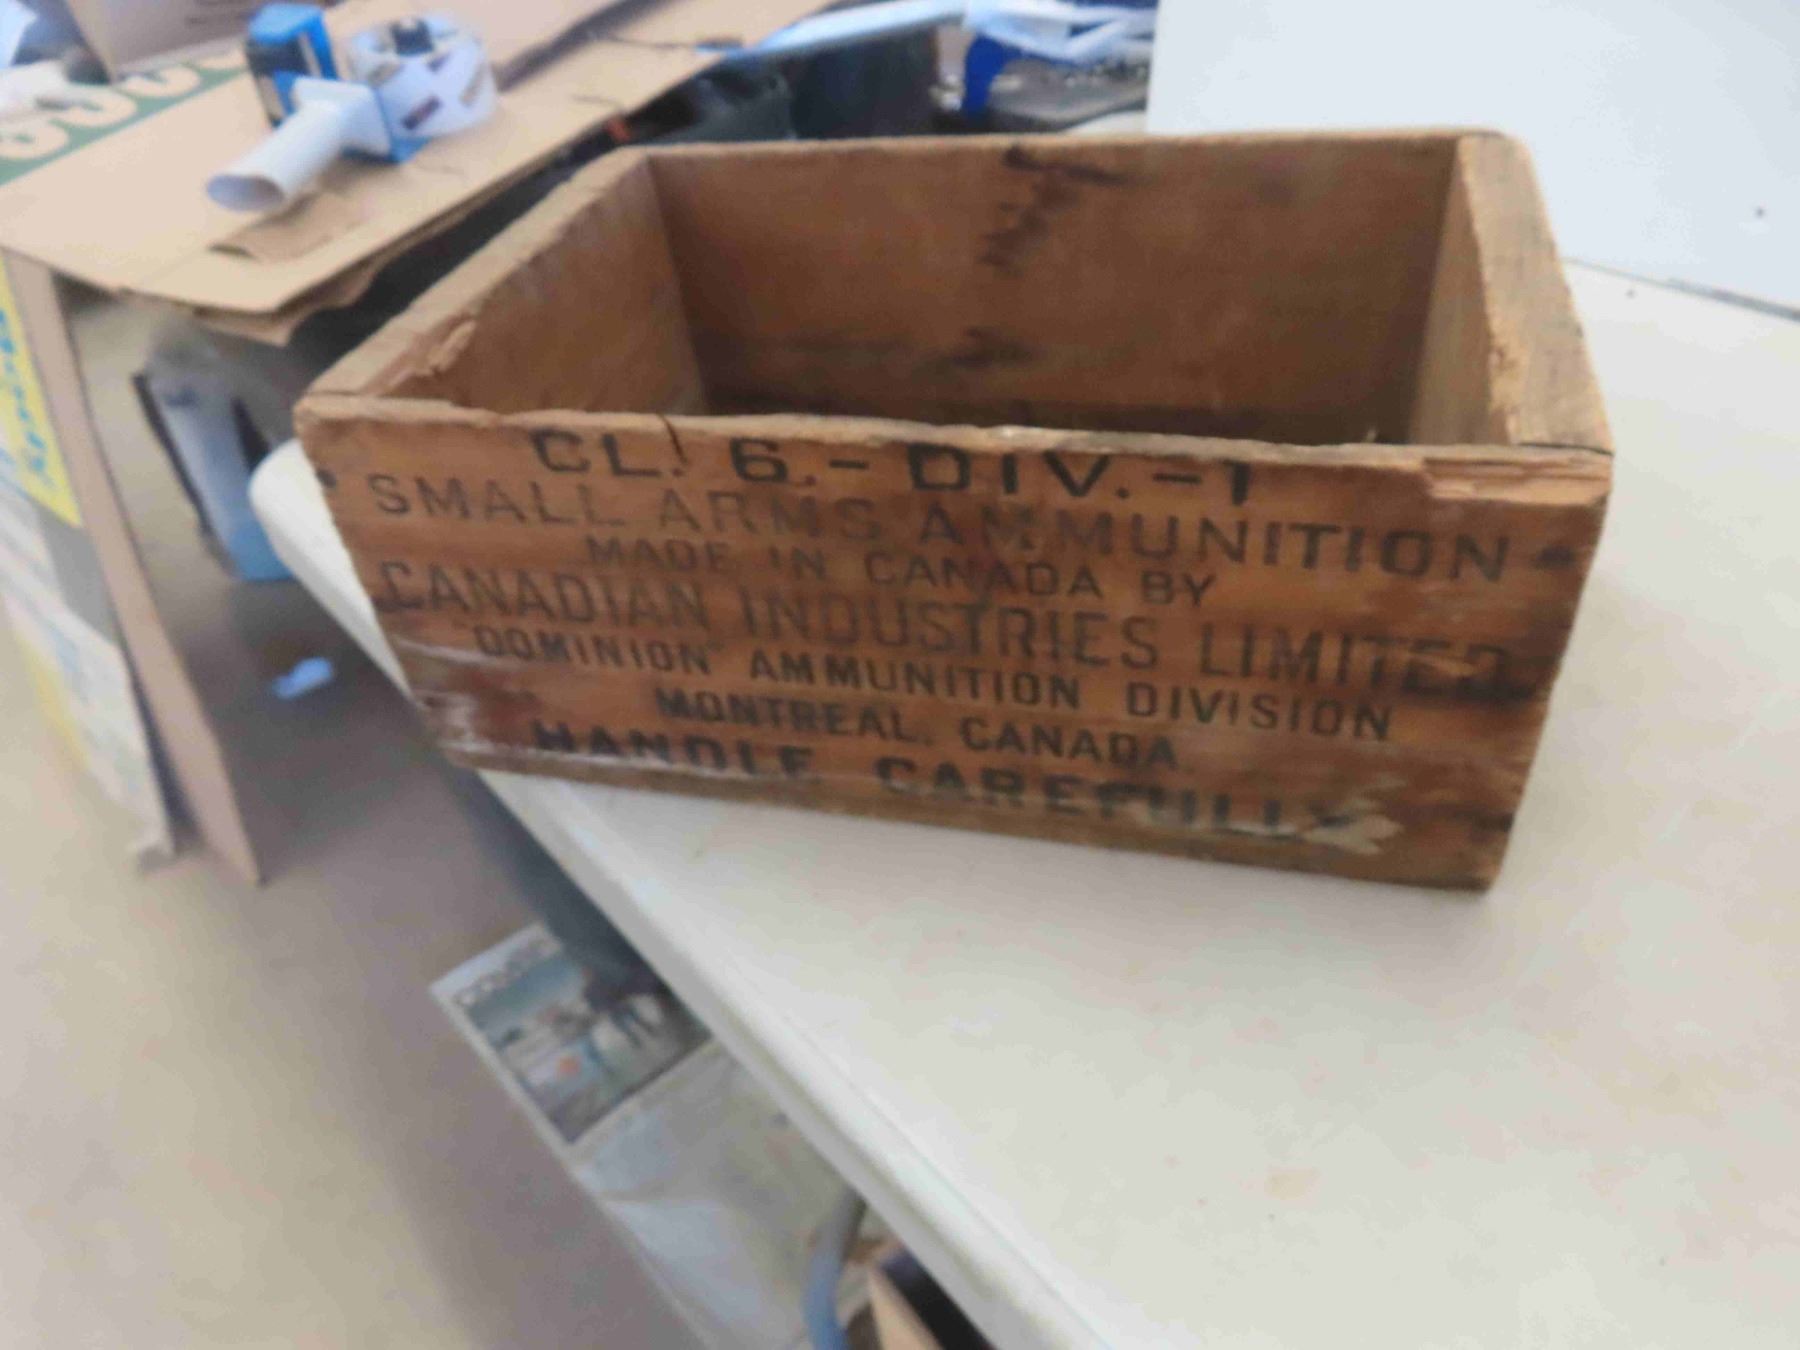 CL. 6.-DIV.-1
SMALL ARMS AMMUNITION
MADE IN CANADA BY
CANADIAN INDUSTRIES LIMITED
"DOMINION" AMMUNITION DIVISION
MONTREAL, CANADA
HANDLE CAREFULLY